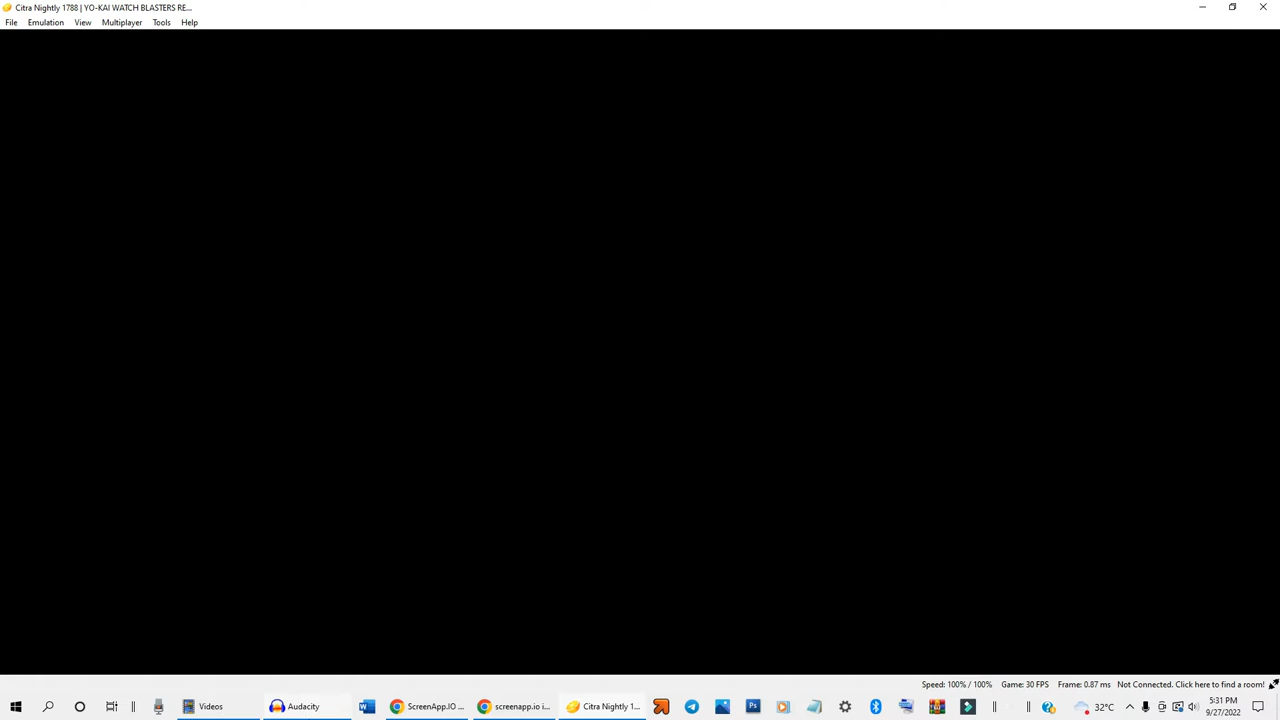 Citra Nightly 1788 | YO-KAI WATCH BLASTERS RE...
File Emulation View Multiplayer Tools Help
Speed: 100% / 100% Game: 30 FPS Frame: 0.87 ms Not Connected. Click here to find a room!
Videos Audacity ScreenApp.IO ... screenapp.io i... Citra Nightly 1... Ps 32°C 5:31 PM
9/27/2022